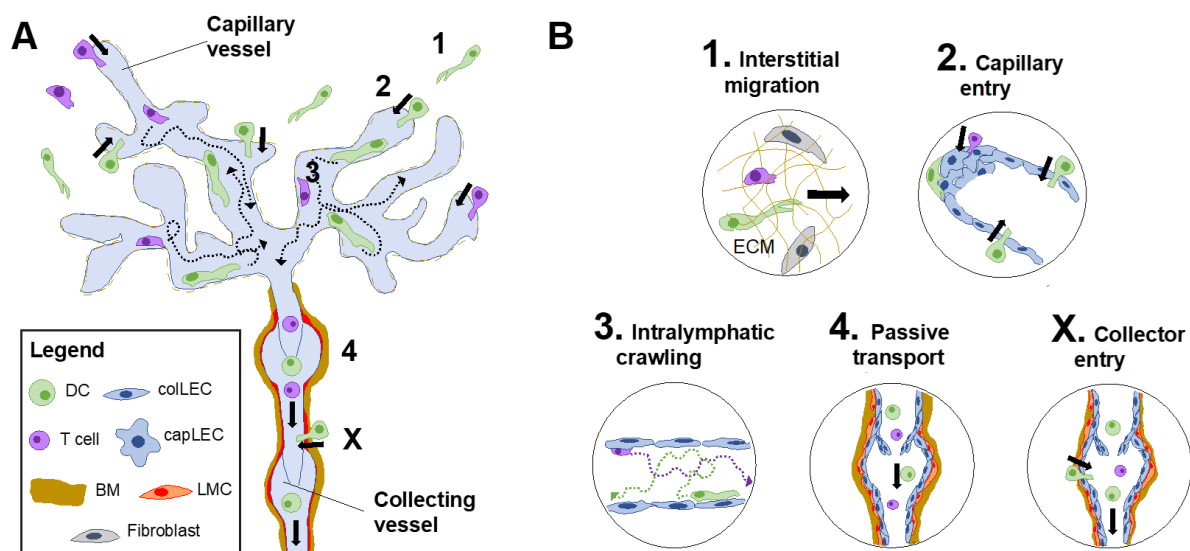 A
Capillary
vessel
1
2
3
4
X
Collecting
vessel
Legend
DC
colLEC
T cell
capLEC
BM
LMC
Fibroblast
B
1. Interstitial
migration
ECM
2. Capillary
entry
3. Intralymphatic
crawling
4. Passive
transport
X. Collector
entry